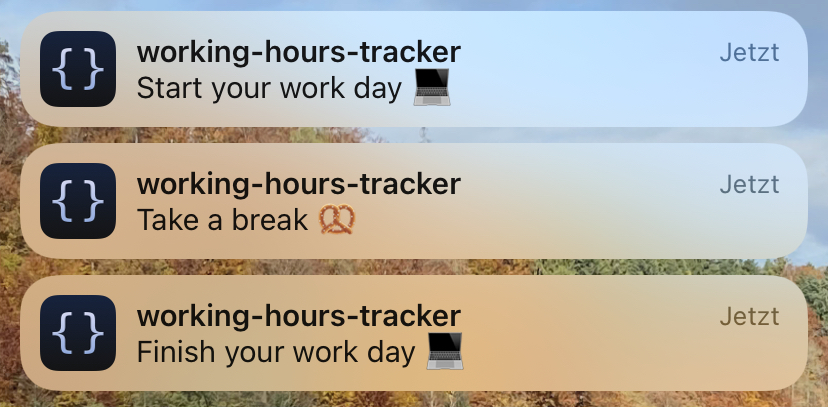 working-hours-tracker
Jetzt
Start your work day 💻
working-hours-tracker
Jetzt
Take a break 🥨
working-hours-tracker
Jetzt
Finish your work day 💻